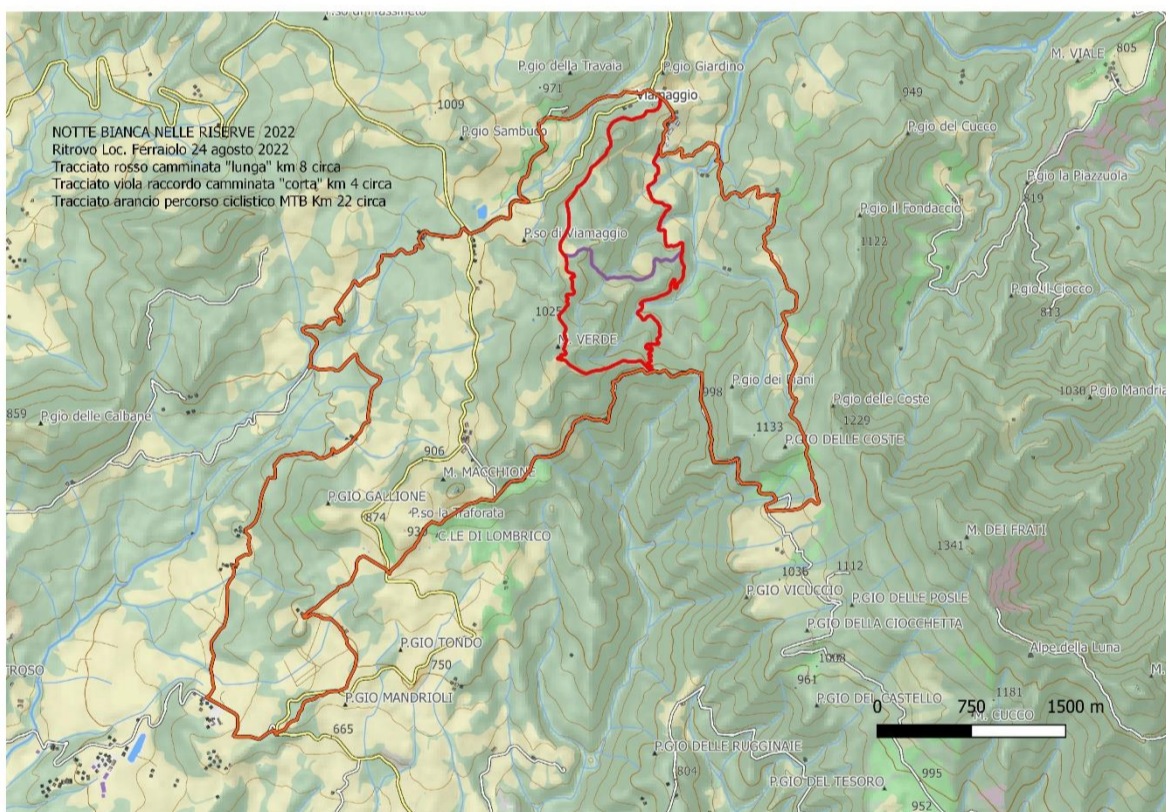 P.so di Frassineto
M. VIALE
805
P.gio della Travaia
P.gio Giardino
971
Viamaggio
1009
949
NOTTE BIANCA NELLE RISERVE 2022
Ritrovo Loc. Ferraiolo 24 agosto 2022
Tracciato rosso camminata "lunga" km 8 circa
Tracciato viola raccordo camminata "corta" km 4 circa
Tracciato arancio percorso ciclistico MTB Km 22 circa
P.gio Sambuco
P.gio del Cucco
P.gio la Piazzuola
819
P.gio il Fondaccio
P.so di Viamaggio
1122
P.gio il Ciocco
1025
813
M. VERDE
P.gio dei Piani
998
1030
P.gio Mandria
859
P.gio delle Calbane
P.gio delle Coste
1229
1133
P.GIO DELLE COSTE
906
M. MACCHIONE
P.GIO GALLIONE
874
P.so la Traforata
930
C.LE DI LOMBRICO
M. DEI FRATI
1341
1036
1112
P.GIO VICUCCIO
P.GIO DELLE POSLE
P.GIO DELLA CIOCCHETTA
P.GIO TONDO
750
Alpe della Luna
TROSO
1008
M.
961
P.GIO MANDRIOLI
P.GIO DEL CASTELLO
1181
0 750 1500 m
M. CUCCO
665
P.GIO DELLE RUGGINAIE
804
995
P.GIO DEL TESORO
952